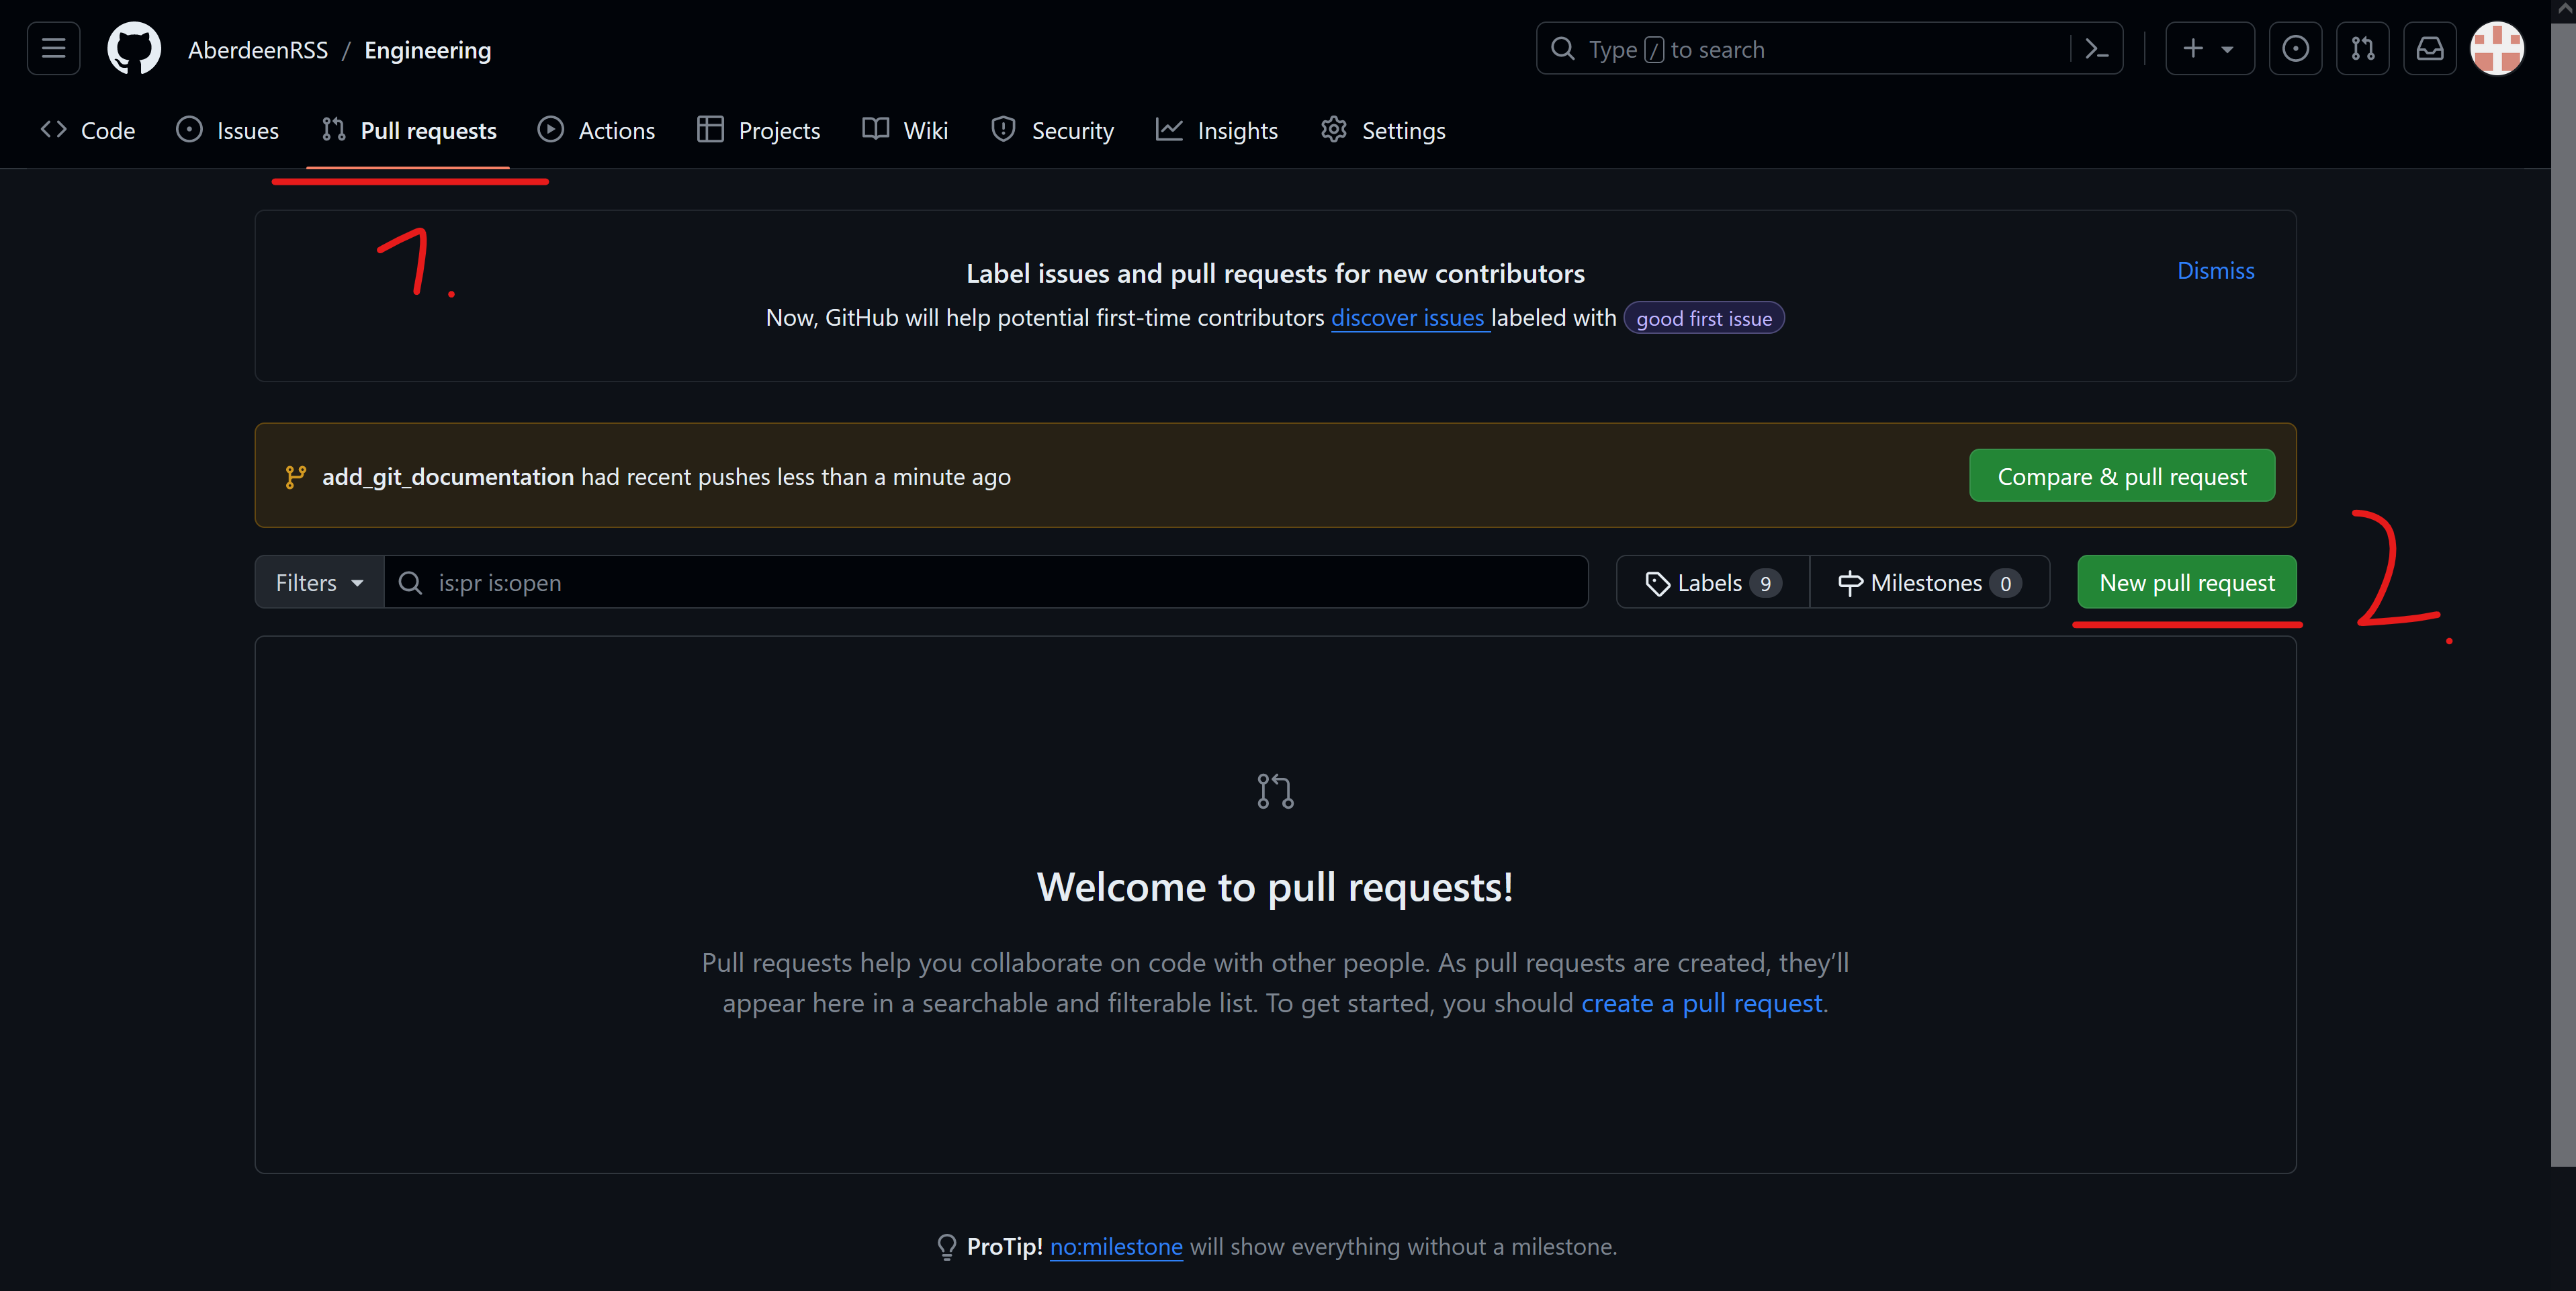 AberdeenRSS / Engineering
Type / to search
Code Issues Pull requests Actions Projects Wiki Security Insights Settings
1.
Label issues and pull requests for new contributors
Dismiss
Now, GitHub will help potential first-time contributors discover issues labeled with good first issue
add_git_documentation had recent pushes less than a minute ago
Compare & pull request
2.
Filters is:pr is:open Labels 9 Milestones 0 New pull request
Welcome to pull requests!
Pull requests help you collaborate on code with other people. As pull requests are created, they’ll
appear here in a searchable and filterable list. To get started, you should create a pull request.
ProTip! no:milestone will show everything without a milestone.